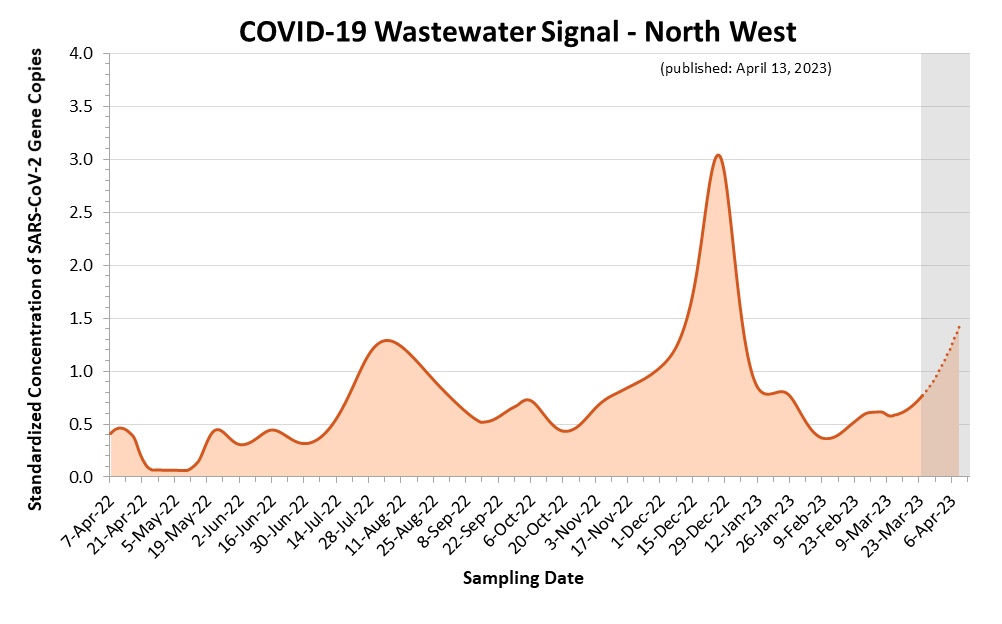 COVID-19 Wastewater Signal - North West
(published: April 13, 2023)
Standardized Concentration of SARS-CoV-2 Gene Copies
4.0
3.5
3.0
2.5
2.0
1.5
1.0
0.5
0.0
7-Apr-22
21-Apr-22
5-May-22
19-May-22
2-Jun-22
16-Jun-22
30-Jun-22
14-Jul-22
28-Jul-22
11-Aug-22
25-Aug-22
8-Sep-22
22-Sep-22
6-Oct-22
20-Oct-22
3-Nov-22
17-Nov-22
1-Dec-22
15-Dec-22
29-Dec-22
12-Jan-23
26-Jan-23
9-Feb-23
23-Feb-23
9-Mar-23
23-Mar-23
6-Apr-23
Sampling Date